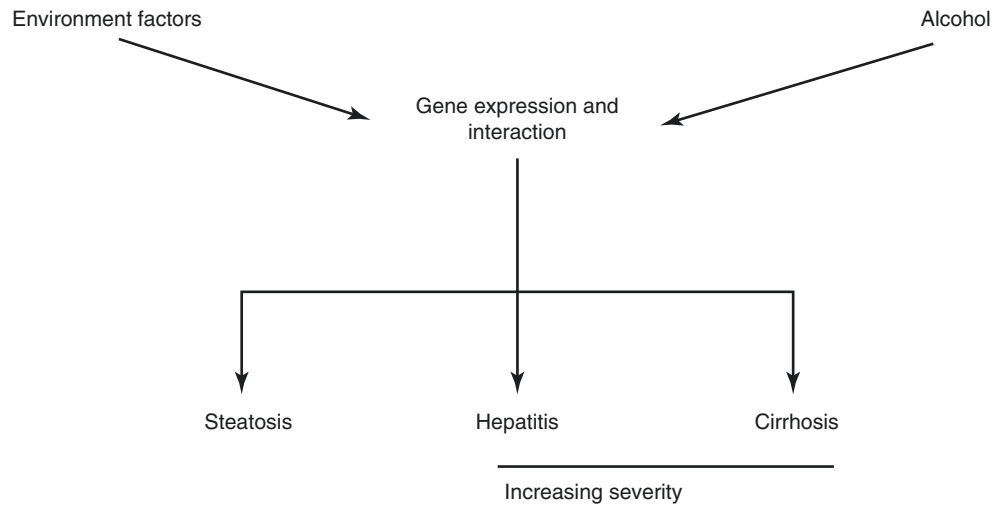 Environment factors
Alcohol
Gene expression and
interaction
Steatosis
Hepatitis
Cirrhosis
Increasing severity